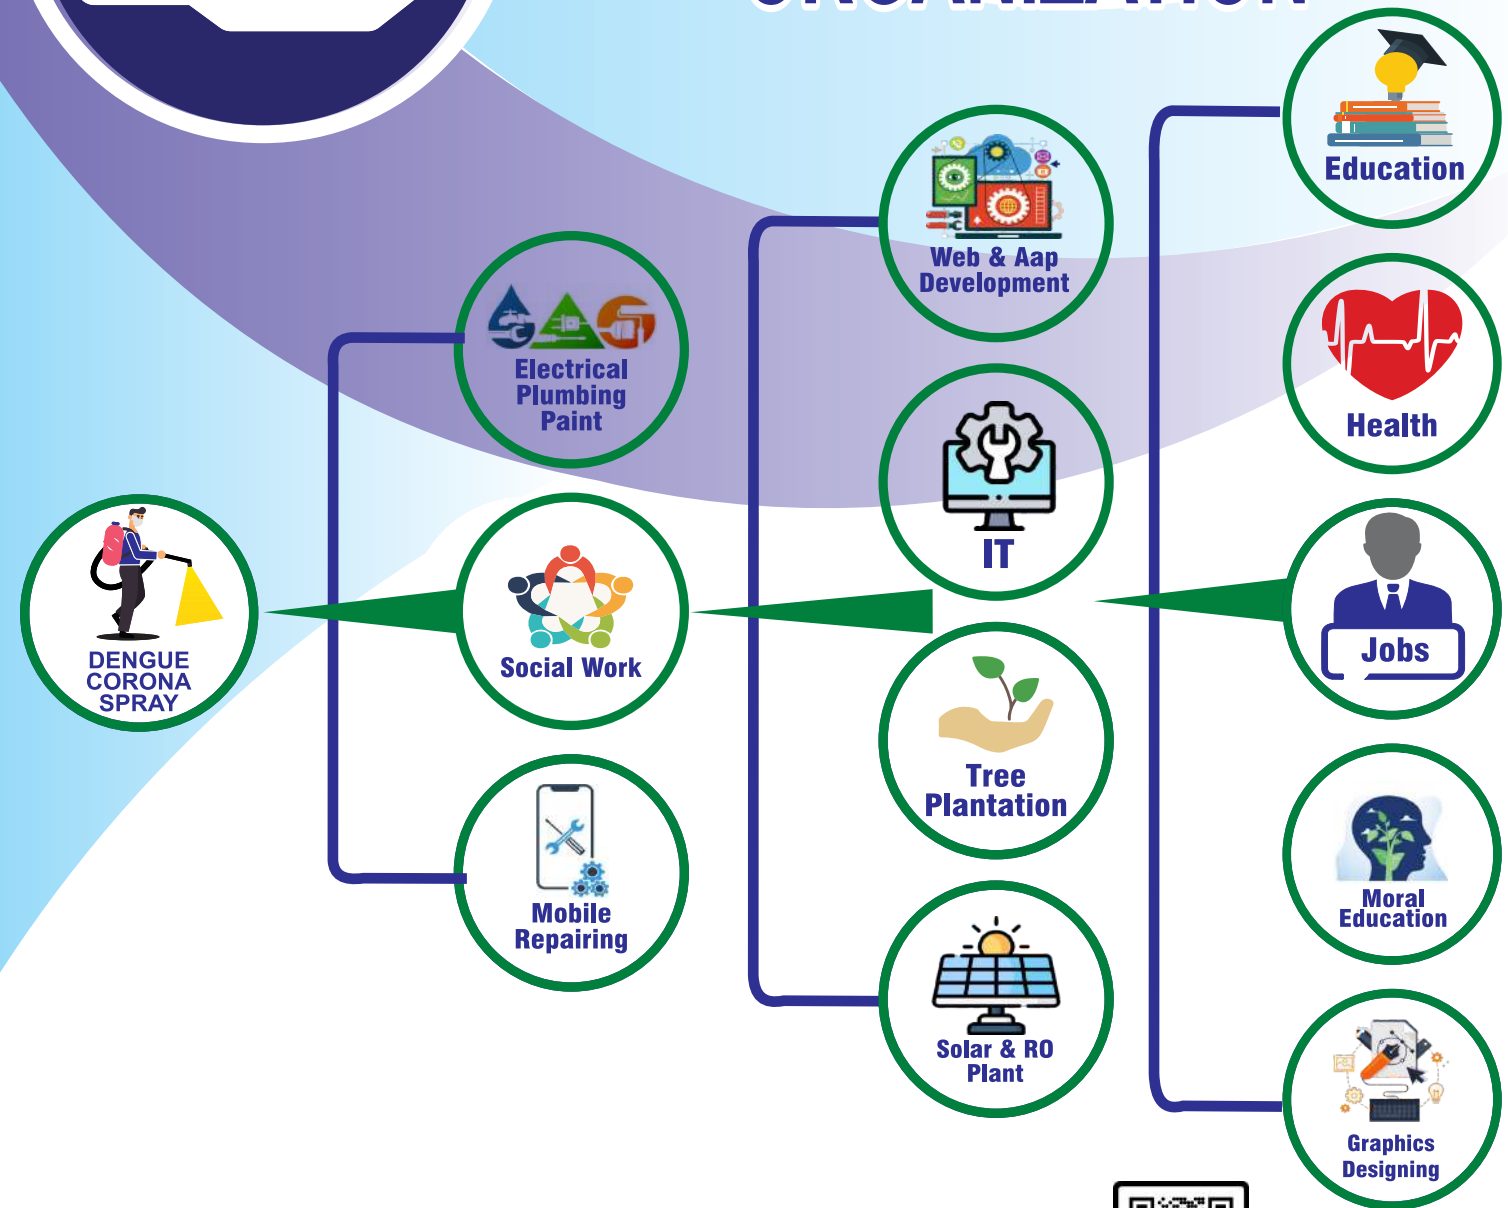 ORGANIZATION
Education
Web & Aap
Development
Health
Electrical
Plumbing
Paint
IT
Jobs
DENGUE
CORONA
SPRAY
Social Work
Tree
Plantation
Moral
Education
Mobile
Repairing
Solar & RO
Plant
Graphics
Designing